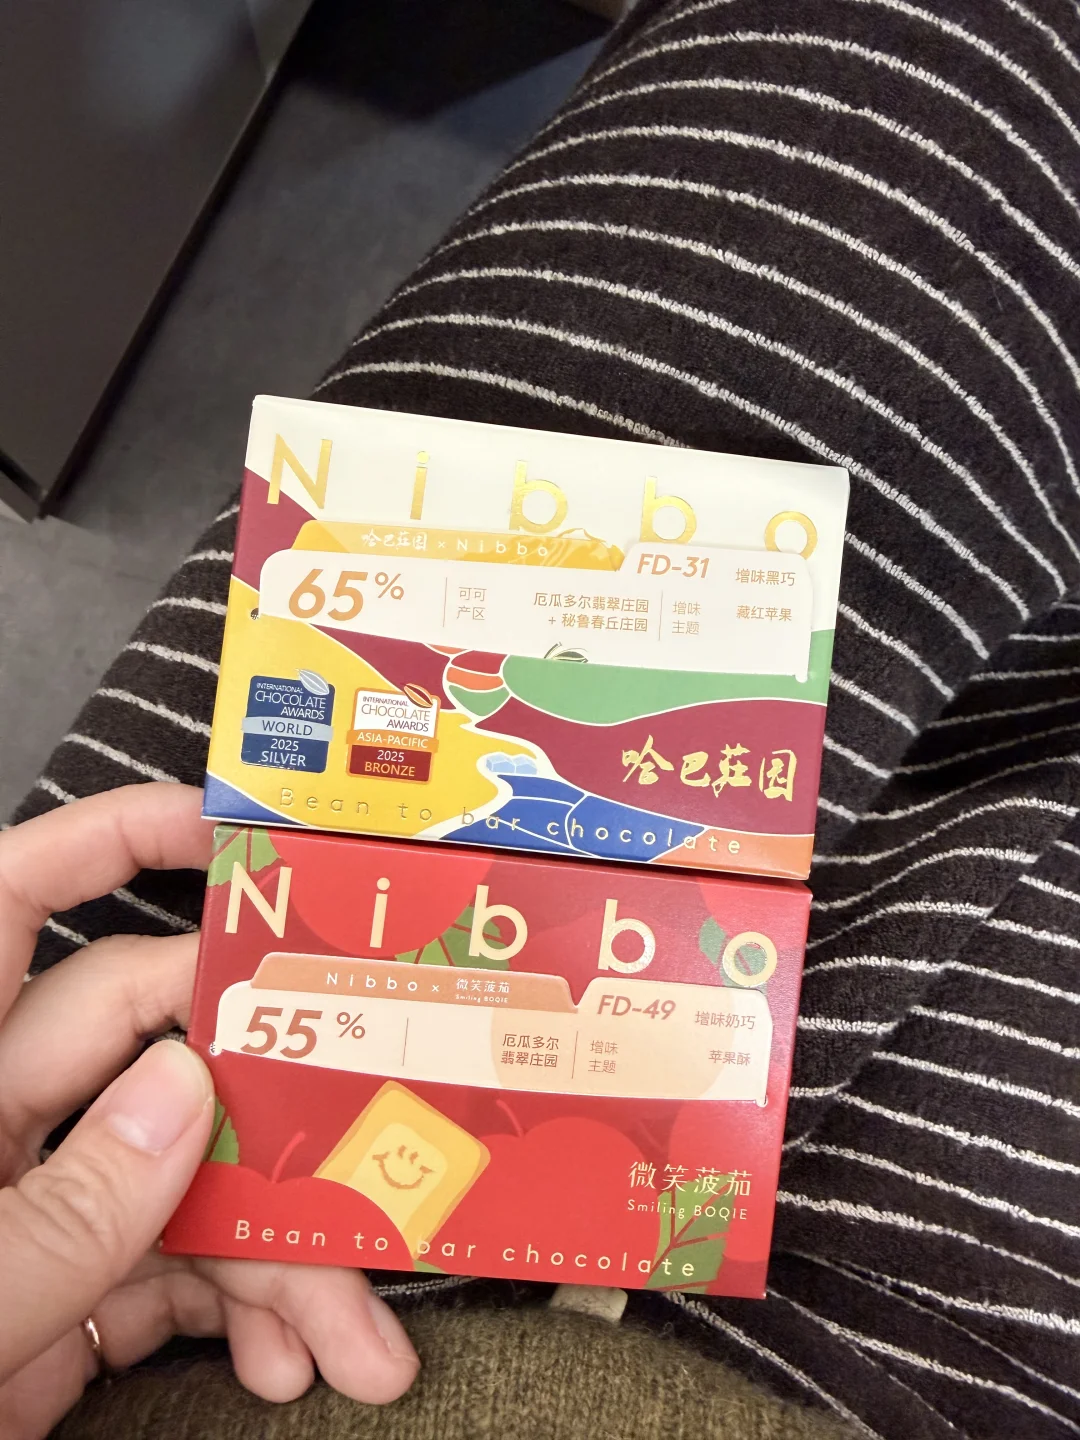 Nibbo
哈巴莊园 × Nibbo
FD-31 增味黑巧
65%
可可
产区
厄瓜多尔翡翠庄园
+ 秘鲁春丘庄园
增味
主题
藏红苹果
INTERNATIONAL
CHOCOLATE
AWARDS
WORLD
2025
SILVER
INTERNATIONAL
CHOCOLATE
AWARDS
ASIA-PACIFIC
2025
BRONZE
哈巴莊园
Bean to bar chocolate
Nibbo
Nibbo × 微笑菠茄
Smiling BOQIE
FD-49 增味奶巧
55%
厄瓜多尔
翡翠庄园
增味
主题
苹果酥
微笑菠茄
Smiling BOQIE
Bean to bar chocolate